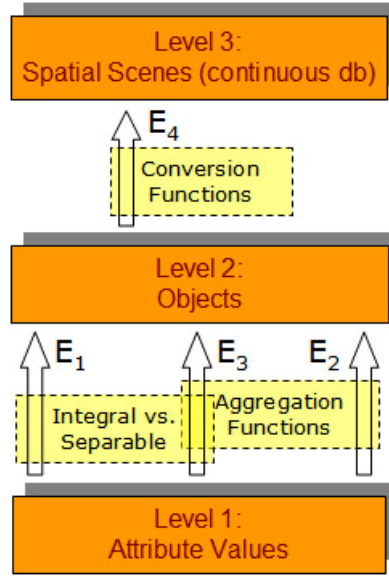 Level 3:
Spatial Scenes (continuous db)
E4
Conversion
Functions
Level 2:
Objects
E1
E3
E2
Integral vs.
Separable
Aggregation
Functions
Level 1:
Attribute Values